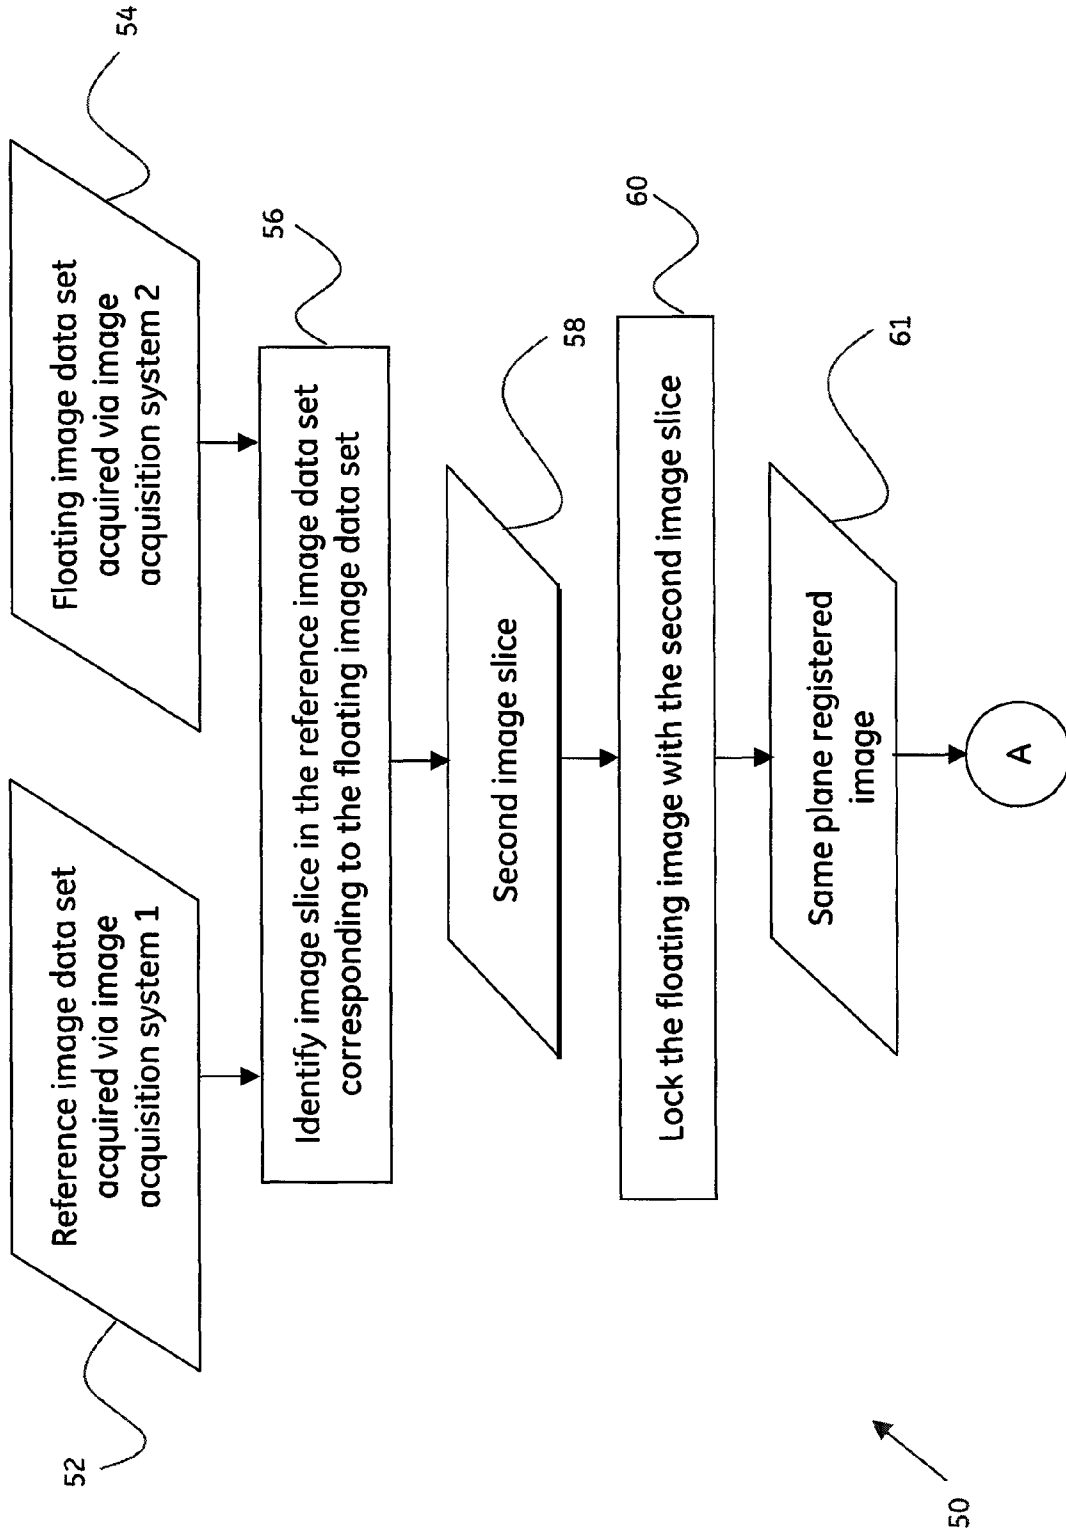 Reference image data set
acquired via image
acquisition system 1
52
Floating image data set
acquired via image
acquisition system 2
54
Identify image slice in the reference image data set
corresponding to the floating image data set
56
Second image slice
58
Lock the floating image with the second image slice
60
Same plane registered
image
61
A
50